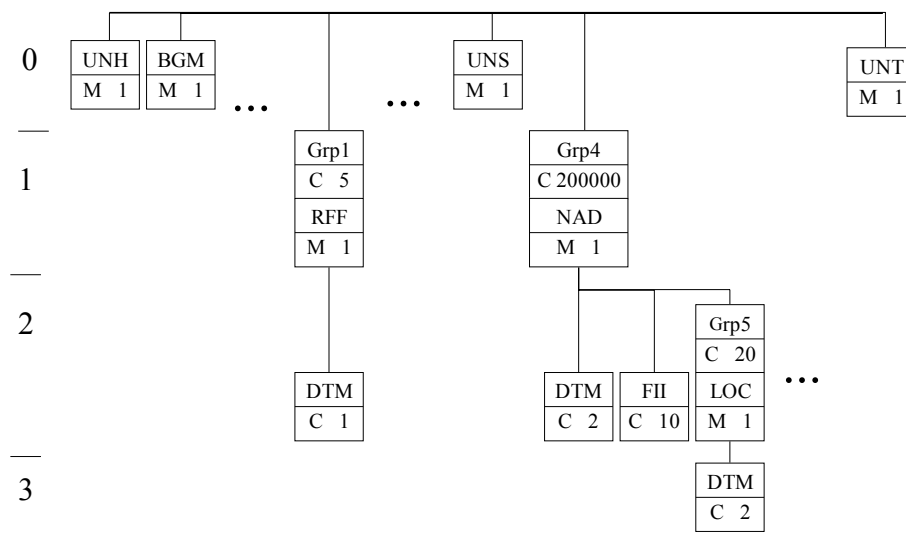 0
UNH
M 1
BGM
M 1
...
...
UNS
M 1
UNT
M 1
1
Grp1
C 5
RFF
M 1
Grp4
C 200000
NAD
M 1
2
Grp5
C 20
DTM
C 1
DTM
C 2
FII
C 10
LOC
M 1
...
3
DTM
C 2